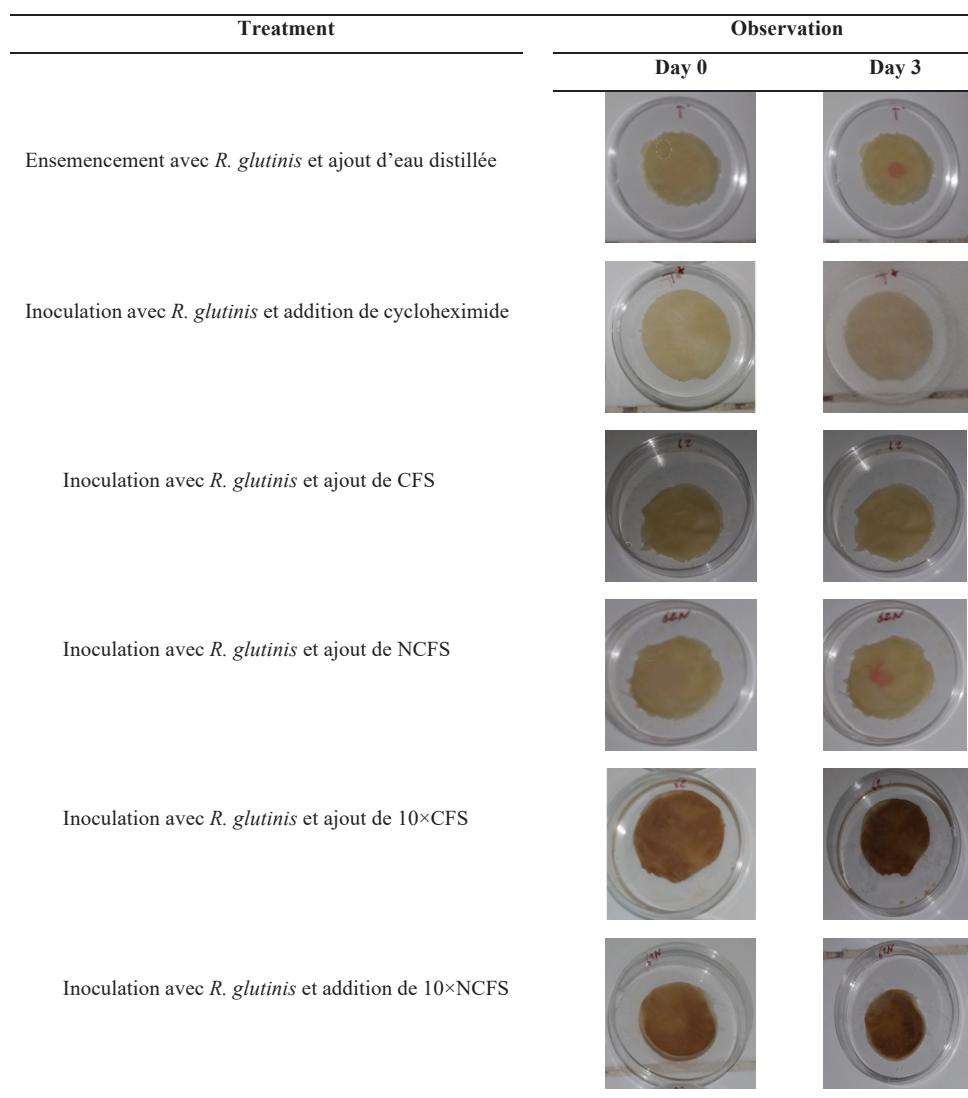 Treatment Observation
Day 0 Day 3
Ensemencement avec R. glutinis et ajout d’eau distillée
Inoculation avec R. glutinis et addition de cycloheximide
Inoculation avec R. glutinis et ajout de CFS
Inoculation avec R. glutinis et ajout de NCFS
Inoculation avec R. glutinis et ajout de 10×CFS
Inoculation avec R. glutinis et addition de 10×NCFS